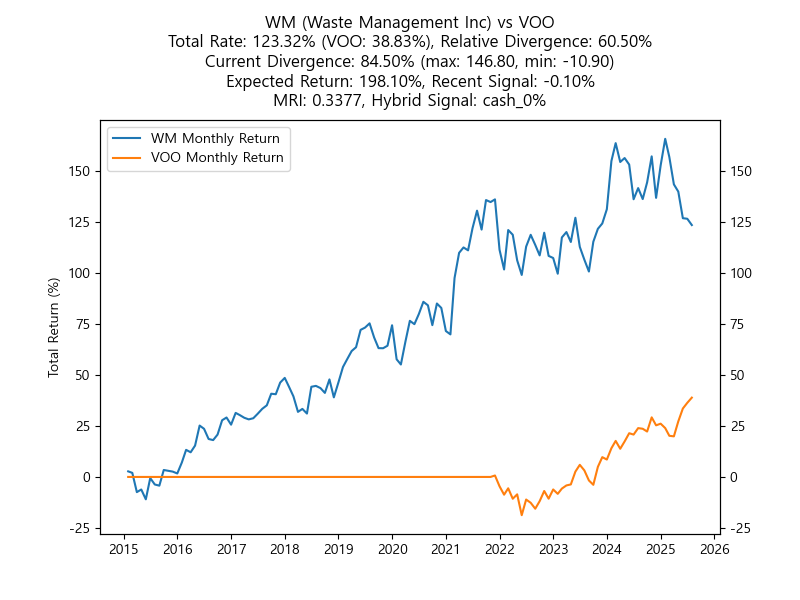 WM (Waste Management Inc) vs VOO
Total Rate: 123.32% (VOO: 38.83%), Relative Divergence: 60.50%
Current Divergence: 84.50% (max: 146.80, min: -10.90)
Expected Return: 198.10%, Recent Signal: -0.10%
MRI: 0.3377, Hybrid Signal: cash_0%
WM Monthly Return
VOO Monthly Return
Total Return (%)
150
125
100
75
50
25
0
-25
150
125
100
75
50
25
0
-25
2015 2016 2017 2018 2019 2020 2021 2022 2023 2024 2025 2026